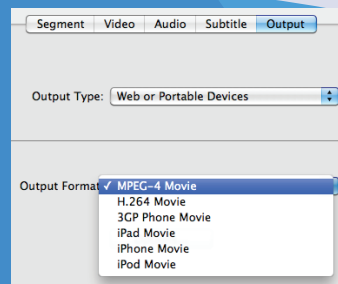 Segment Video Audio Subtitle Output
Output Type: Web or Portable Devices
Output Format ✓ MPEG-4 Movie
H.264 Movie
3GP Phone Movie
iPad Movie
iPhone Movie
iPod Movie